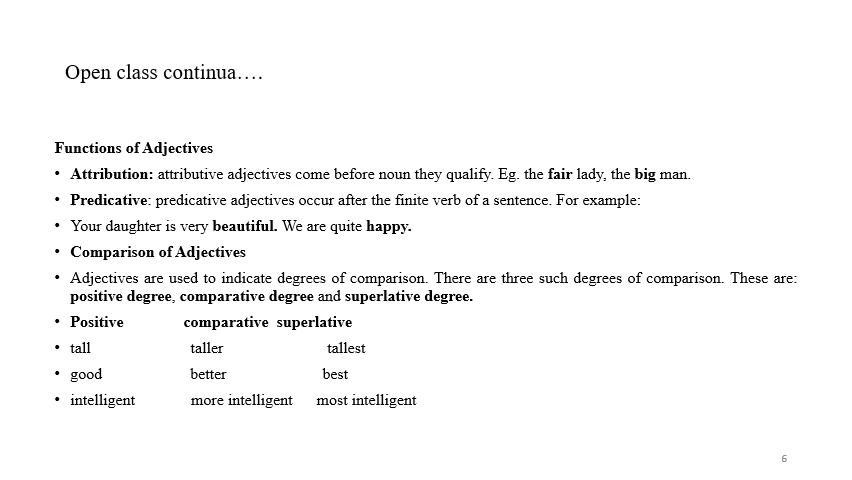 Open class continua….
Functions of Adjectives
• Attribution: attributive adjectives come before noun they qualify. Eg. the fair lady, the big man.
• Predicative: predicative adjectives occur after the finite verb of a sentence. For example:
• Your daughter is very beautiful. We are quite happy.
• Comparison of Adjectives
• Adjectives are used to indicate degrees of comparison. There are three such degrees of comparison. These are:
positive degree, comparative degree and superlative degree.
• Positive comparative superlative
• tall taller tallest
• good better best
• intelligent more intelligent most intelligent
6